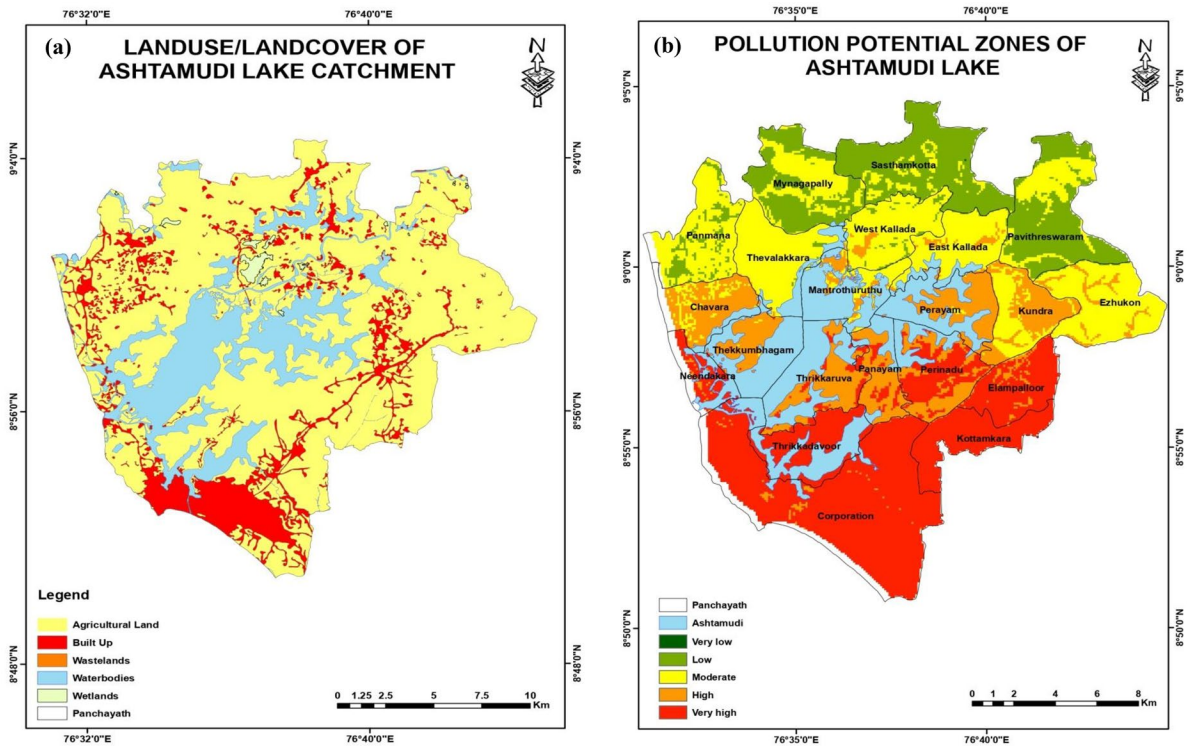 76°32'0"E
76°40'0"E
(a)
LANDUSE/LANDCOVER OF
ASHTAMUDI LAKE CATCHMENT
N
9°4'0"N
9°4'0"N
8°56'0"N
8°56'0"N
8°48'0"N
8°48'0"N
Legend
Agricultural Land
Built Up
Wastelands
Waterbodies
Wetlands
Panchayath
0 1.25 2.5 5 7.5 10
Km
76°32'0"E
76°40'0"E
76°35'0"E
76°40'0"E
(b)
POLLUTION POTENTIAL ZONES OF
ASHTAMUDI LAKE
N
9°5'0"N
9°5'0"N
Sasthamkotta
Mynagapally
West Kallada
Panmana
East Kallada
Pavithreswaram
Thevalakkara
9°0'0"N
9°0'0"N
Mantrothuruthu
Chavara
Perayam
Kundra
Ezhukon
Thekkumbhagam
Neendakara
Thrikkaruva
Panayam
Perinadu
Elampalloor
Kottamkara
Thrikkadavoor
8°55'0"N
8°55'0"N
Corporation
8°50'0"N
8°50'0"N
Panchayath
Ashtamudi
Very low
Low
Moderate
High
Very high
0 1 2 4 6 8
Km
76°35'0"E
76°40'0"E